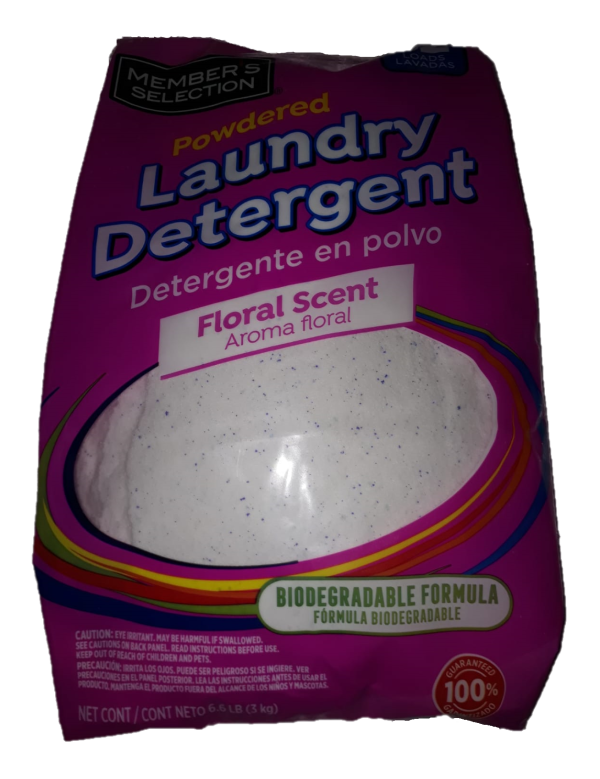 MEMBER'S
SELECTION
LOADS
LAVADAS
Powdered
Laundry
Detergent
Detergente en polvo
Floral Scent
Aroma floral
BIODEGRADABLE FORMULA
FÓRMULA BIODEGRADABLE
CAUTION: EYE IRRITANT. MAY BE HARMFUL IF SWALLOWED.
SEE CAUTIONS ON BACK PANEL. READ INSTRUCTIONS BEFORE USE.
KEEP OUT OF REACH OF CHILDREN AND PETS.
PRECAUCIÓN: IRRITA LOS OJOS. PUEDE SER PELIGROSO SI SE INGIERE. VER
PRECAUCIONES EN EL PANEL POSTERIOR. LEA LAS INSTRUCCIONES ANTES DE USAR EL
PRODUCTO. MANTENGA EL PRODUCTO FUERA DEL ALCANCE DE LOS NIÑOS Y MASCOTAS.
NET CONT / CONT NETO 6.6 LB (3 kg)
GUARANTEED
100%
GARANTIZADO